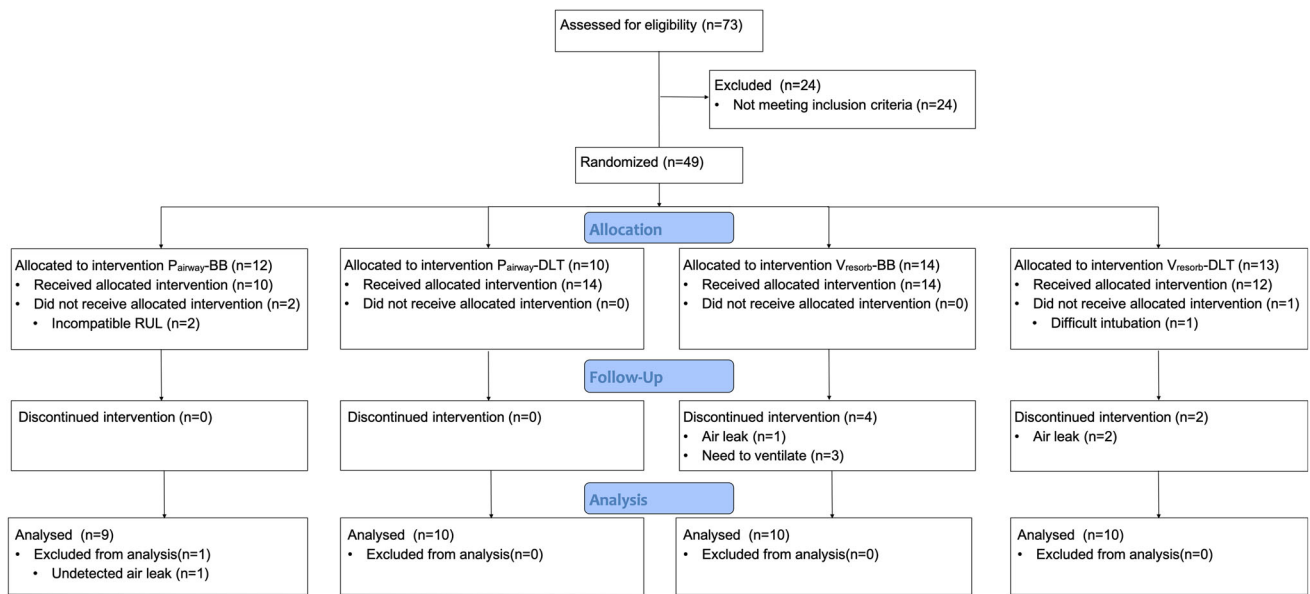 Assessed for eligibility (n=73)
Excluded (n=24)
• Not meeting inclusion criteria (n=24)
Randomized (n=49)
Allocation
Allocated to intervention Pairway-BB (n=12)
• Received allocated intervention (n=10)
• Did not receive allocated intervention (n=2)
• Incompatible RUL (n=2)
Allocated to intervention Pairway-DLT (n=10)
• Received allocated intervention (n=14)
• Did not receive allocated intervention (n=0)
Allocated to intervention Vresorb-BB (n=14)
• Received allocated intervention (n=14)
• Did not receive allocated intervention (n=0)
Allocated to intervention Vresorb-DLT (n=13)
• Received allocated intervention (n=12)
• Did not receive allocated intervention (n=1)
• Difficult intubation (n=1)
Follow-Up
Discontinued intervention (n=0)
Discontinued intervention (n=0)
Discontinued intervention (n=4)
• Air leak (n=1)
• Need to ventilate (n=3)
Discontinued intervention (n=2)
• Air leak (n=2)
Analysis
Analysed (n=9)
• Excluded from analysis(n=1)
• Undetected air leak (n=1)
Analysed (n=10)
• Excluded from analysis(n=0)
Analysed (n=10)
• Excluded from analysis(n=0)
Analysed (n=10)
• Excluded from analysis(n=0)